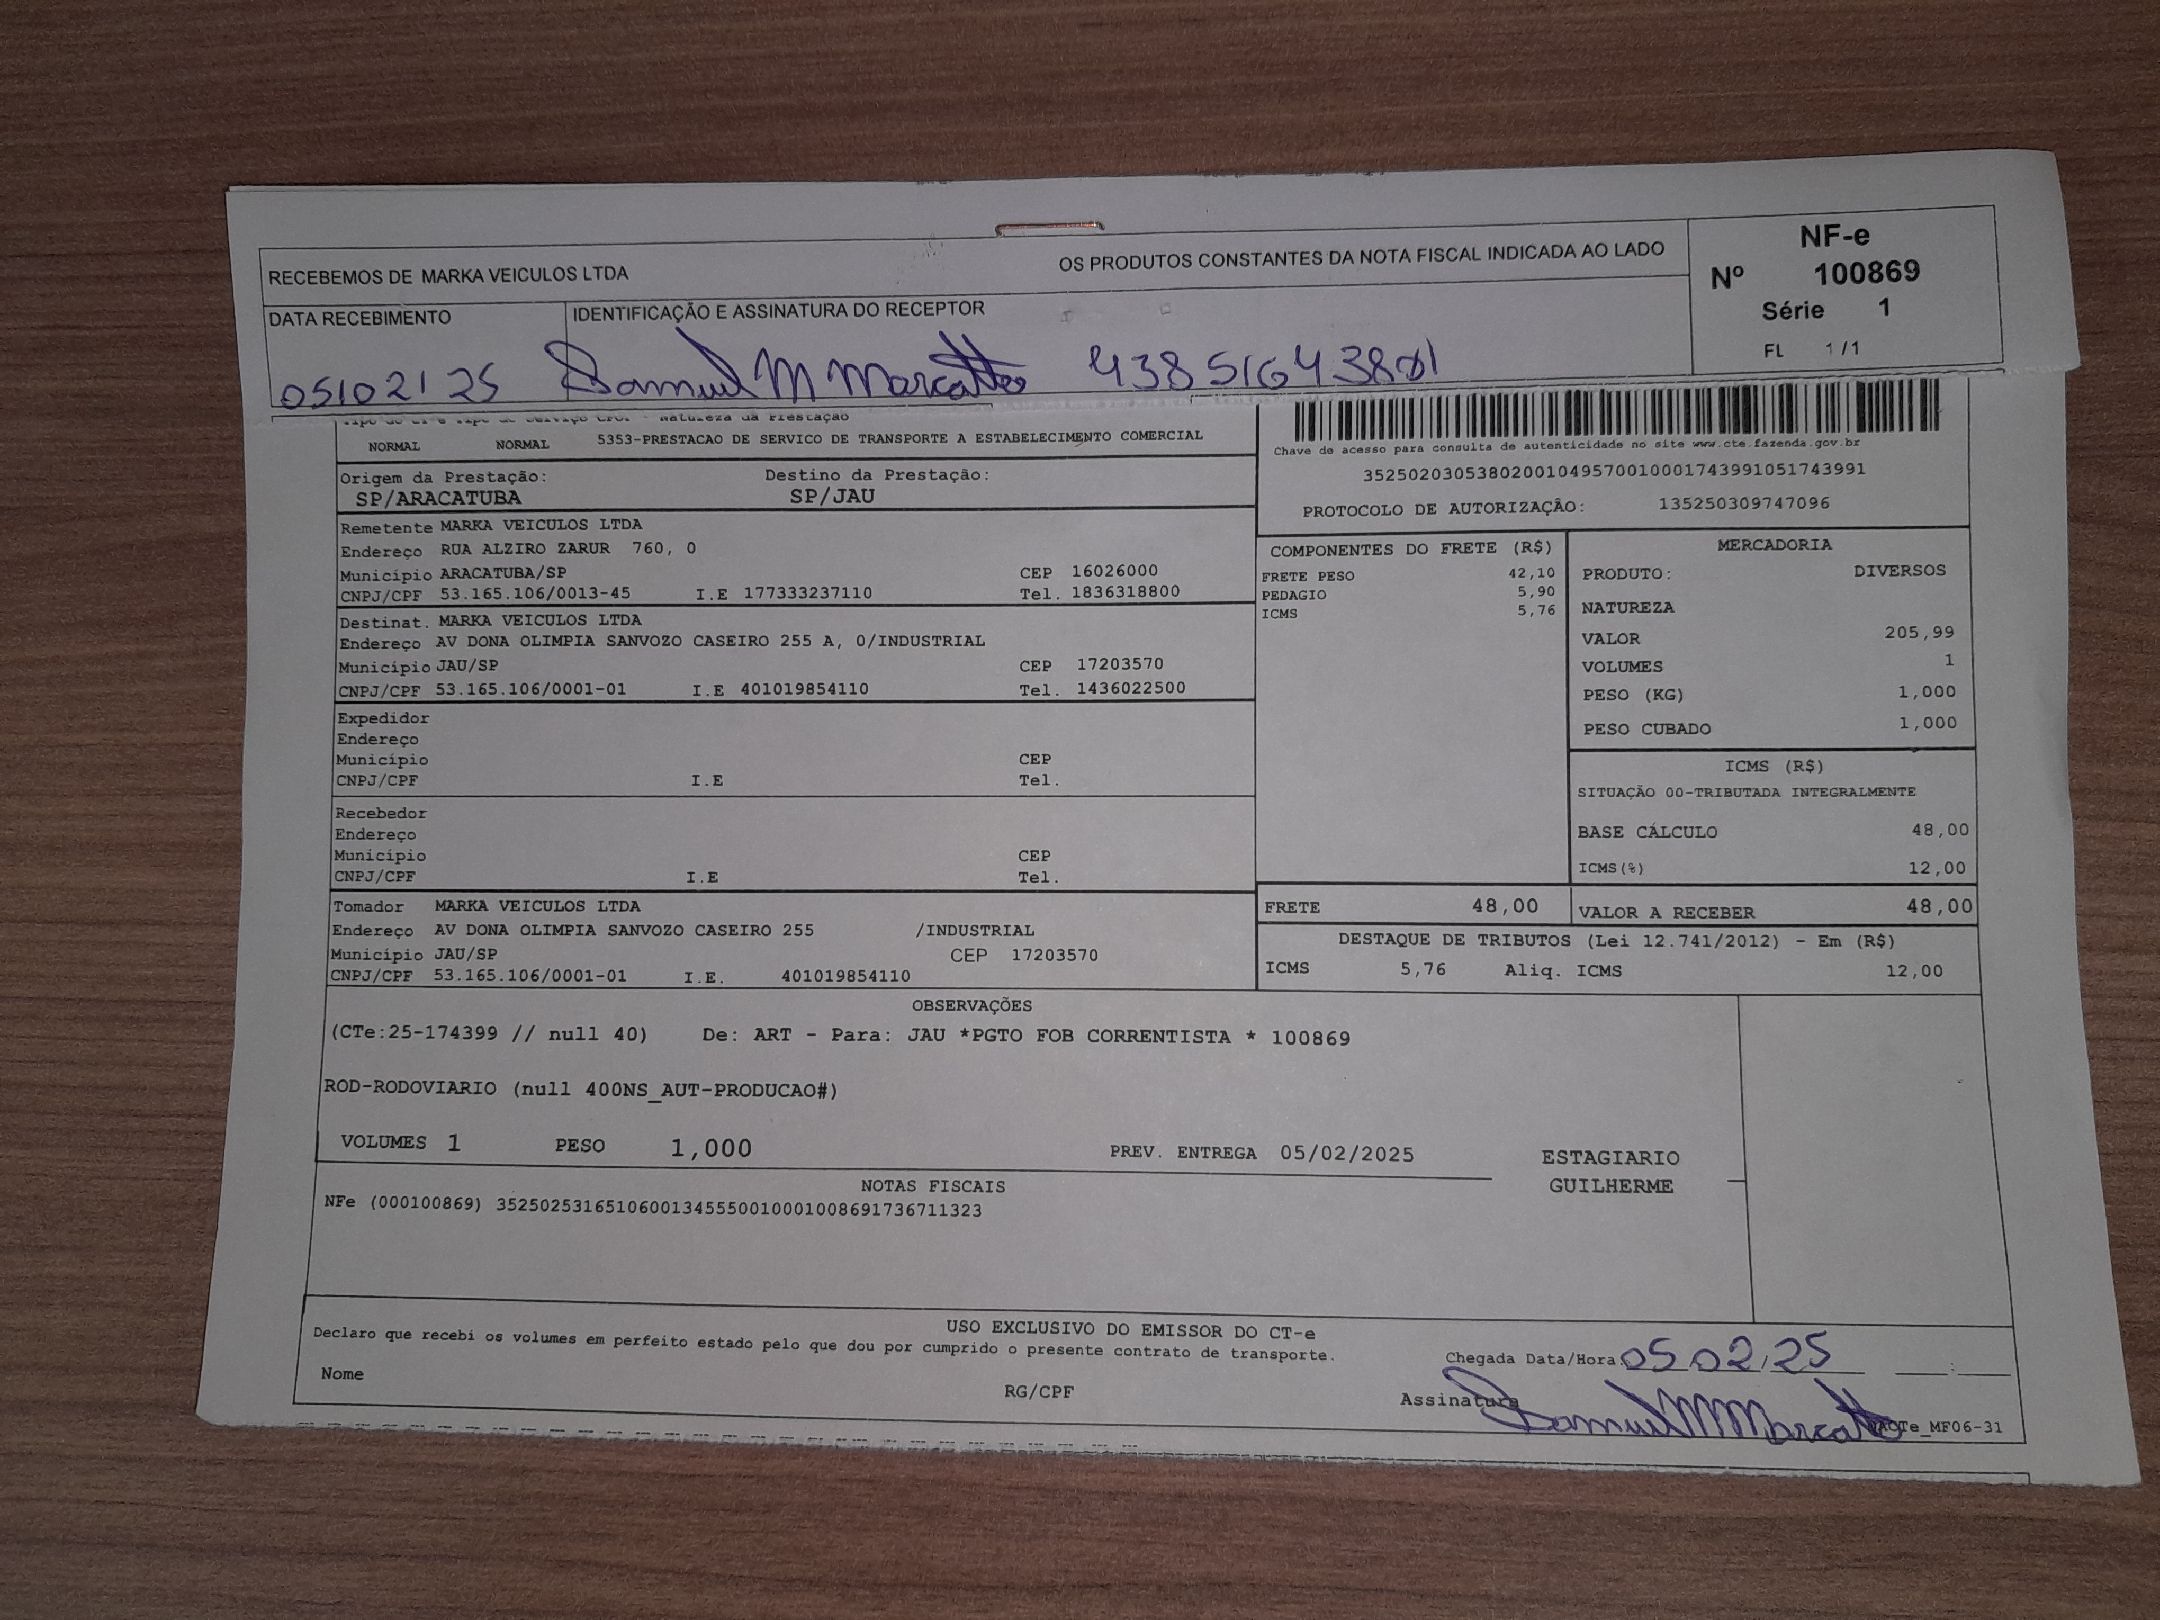 RECEBEMOS DE MARKA VEICULOS LTDA OS PRODUTOS CONSTANTES DA NOTA FISCAL INDICADA AO LADO
NF-e
Nº 100869
Série 1
FL 1/1
DATA RECEBIMENTO
IDENTIFICAÇÃO E ASSINATURA DO RECEPTOR
05/02/25 Samuel M Marcatto
NORMAL NORMAL 5353-PRESTACAO DE SERVICO DE TRANSPORTE A ESTABELECIMENTO COMERCIAL
Chave de acesso para consulta de autenticidade no site www.cte.fazenda.gov.br
35250203053802001049570010001743991051743991
PROTOCOLO DE AUTORIZAÇÃO: 135250309747096
Origem da Prestação: Destino da Prestação:
SP/ARACATUBA SP/JAU
Remetente MARKA VEICULOS LTDA
Endereço RUA ALZIRO ZARUR 760, 0
Município ARACATUBA/SP CEP 16026000
CNPJ/CPF 53.165.106/0013-45 I.E 177333237110 Tel. 1836318800
Destinat. MARKA VEICULOS LTDA
Endereço AV DONA OLIMPIA SANVOZO CASEIRO 255 A, 0/INDUSTRIAL
Município JAU/SP CEP 17203570
CNPJ/CPF 53.165.106/0001-01 I.E 401019854110 Tel. 1436022500
Expedidor
Endereço
Município CEP
CNPJ/CPF I.E Tel.
Recebedor
Endereço
Município CEP
CNPJ/CPF I.E Tel.
Tomador MARKA VEICULOS LTDA
Endereço AV DONA OLIMPIA SANVOZO CASEIRO 255 /INDUSTRIAL
Município JAU/SP CEP 17203570
CNPJ/CPF 53.165.106/0001-01 I.E. 401019854110
COMPONENTES DO FRETE (R$)
FRETE PESO 42,10
PEDAGIO 5,90
ICMS 5,76
MERCADORIA
PRODUTO: DIVERSOS
NATUREZA
VALOR 205,99
VOLUMES 1
PESO (KG) 1,000
PESO CUBADO 1,000
ICMS (R$)
SITUAÇÃO 00-TRIBUTADA INTEGRALMENTE
BASE CÁLCULO 48,00
ICMS(%) 12,00
FRETE 48,00 VALOR A RECEBER 48,00
DESTAQUE DE TRIBUTOS (Lei 12.741/2012) - Em (R$)
ICMS 5,76 Aliq. ICMS 12,00
OBSERVAÇÕES
(CTe:25-174399 // null 40) De: ART - Para: JAU *PGTO FOB CORRENTISTA * 100869
ROD-RODOVIARIO (null 400NS_AUT-PRODUCAO#)
VOLUMES 1 PESO 1,000 PREV. ENTREGA 05/02/2025
ESTAGIARIO
GUILHERME
NOTAS FISCAIS
NFe (000100869) 35250253165106001345550010001008691736711323
USO EXCLUSIVO DO EMISSOR DO CT-e
Declaro que recebi os volumes em perfeito estado pelo que dou por cumprido o presente contrato de transporte.
Chegada Data/Hora 05 02/25 :
Nome RG/CPF
Assinatura Samuel M Marcatto
DACTe_MF06-31